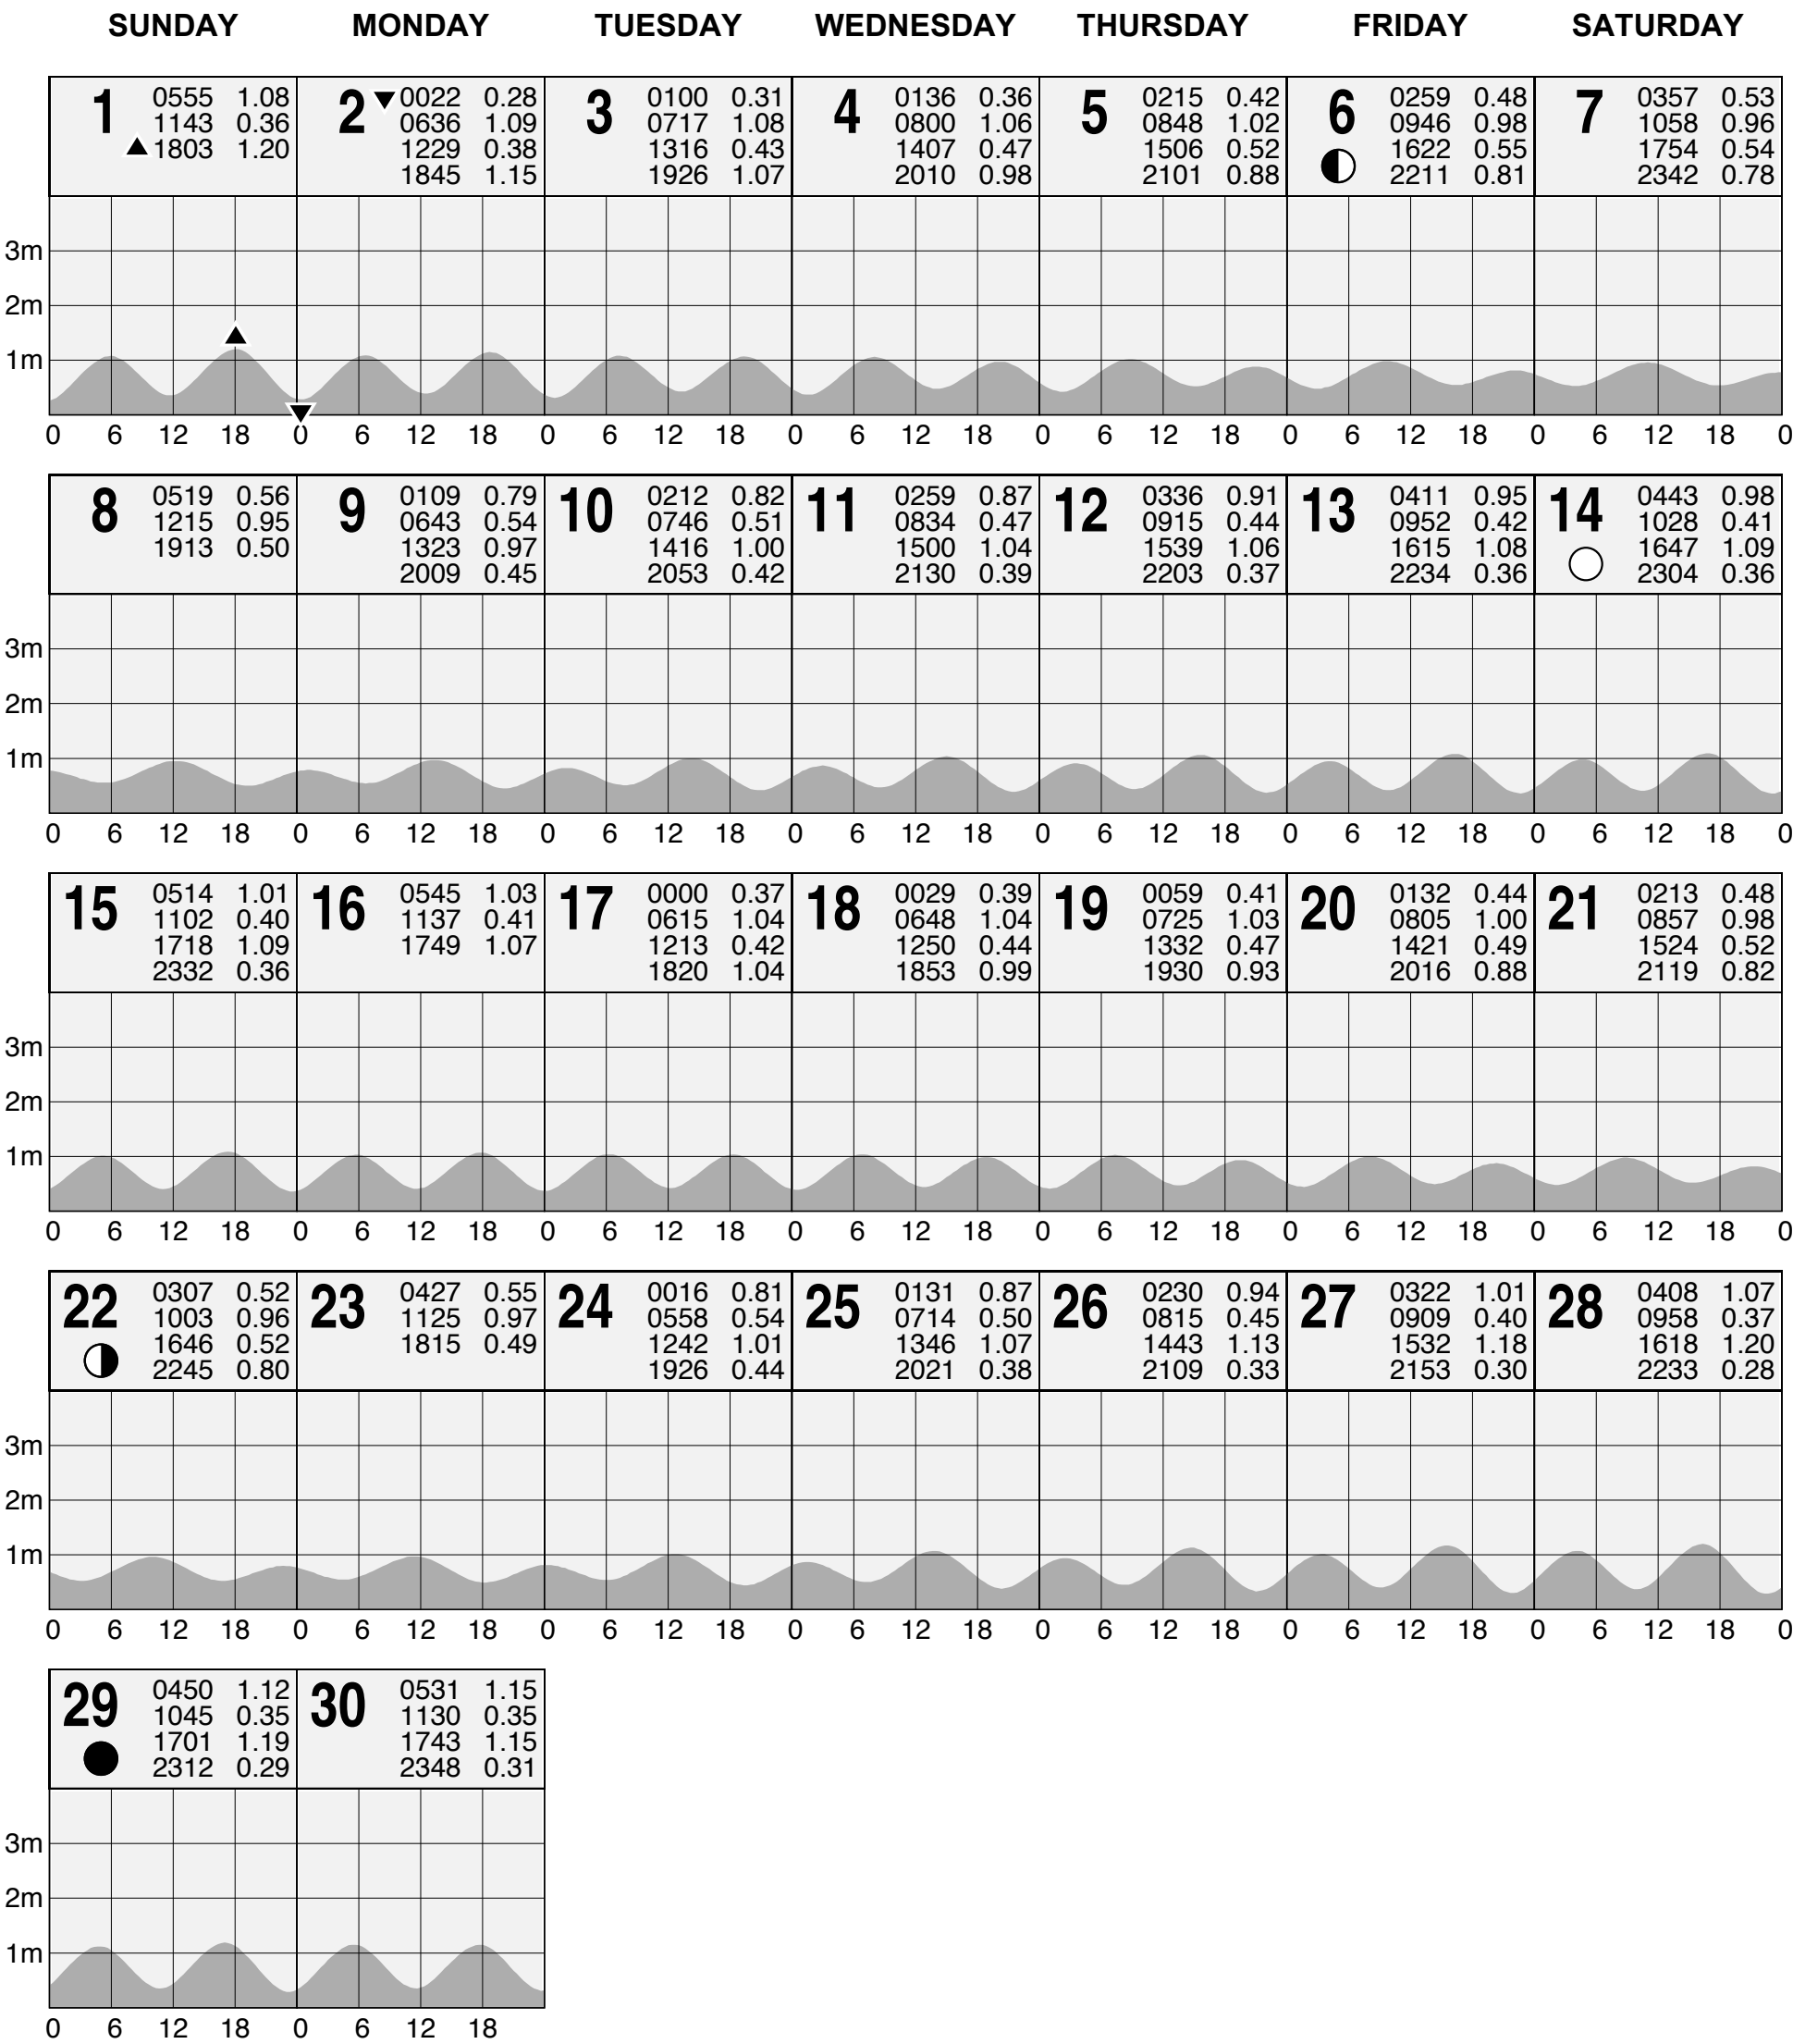 SUNDAY MONDAY TUESDAY WEDNESDAY THURSDAY FRIDAY SATURDAY
1 0555 1.08
1143 0.36
▲1803 1.20
2 ▼0022 0.28
0636 1.09
1229 0.38
1845 1.15
3 0100 0.31
0717 1.08
1316 0.43
1926 1.07
4 0136 0.36
0800 1.06
1407 0.47
2010 0.98
5 0215 0.42
0848 1.02
1506 0.52
2101 0.88
6 0259 0.48
0946 0.98
1622 0.55
2211 0.81
7 0357 0.53
1058 0.96
1754 0.54
2342 0.78
3m
2m
1m
0 6 12 18 0 6 12 18 0 6 12 18 0 6 12 18 0 6 12 18 0 6 12 18 0 6 12 18 0
8 0519 0.56
1215 0.95
1913 0.50
9 0109 0.79
0643 0.54
1323 0.97
2009 0.45
10 0212 0.82
0746 0.51
1416 1.00
2053 0.42
11 0259 0.87
0834 0.47
1500 1.04
2130 0.39
12 0336 0.91
0915 0.44
1539 1.06
2203 0.37
13 0411 0.95
0952 0.42
1615 1.08
2234 0.36
14 0443 0.98
1028 0.41
1647 1.09
2304 0.36
3m
2m
1m
0 6 12 18 0 6 12 18 0 6 12 18 0 6 12 18 0 6 12 18 0 6 12 18 0 6 12 18 0
15 0514 1.01
1102 0.40
1718 1.09
2332 0.36
16 0545 1.03
1137 0.41
1749 1.07
17 0000 0.37
0615 1.04
1213 0.42
1820 1.04
18 0029 0.39
0648 1.04
1250 0.44
1853 0.99
19 0059 0.41
0725 1.03
1332 0.47
1930 0.93
20 0132 0.44
0805 1.00
1421 0.49
2016 0.88
21 0213 0.48
0857 0.98
1524 0.52
2119 0.82
3m
2m
1m
0 6 12 18 0 6 12 18 0 6 12 18 0 6 12 18 0 6 12 18 0 6 12 18 0 6 12 18 0
22 0307 0.52
1003 0.96
1646 0.52
2245 0.80
23 0427 0.55
1125 0.97
1815 0.49
24 0016 0.81
0558 0.54
1242 1.01
1926 0.44
25 0131 0.87
0714 0.50
1346 1.07
2021 0.38
26 0230 0.94
0815 0.45
1443 1.13
2109 0.33
27 0322 1.01
0909 0.40
1532 1.18
2153 0.30
28 0408 1.07
0958 0.37
1618 1.20
2233 0.28
3m
2m
1m
0 6 12 18 0 6 12 18 0 6 12 18 0 6 12 18 0 6 12 18 0 6 12 18 0 6 12 18 0
29 0450 1.12
1045 0.35
1701 1.19
2312 0.29
30 0531 1.15
1130 0.35
1743 1.15
2348 0.31
3m
2m
1m
0 6 12 18 0 6 12 18